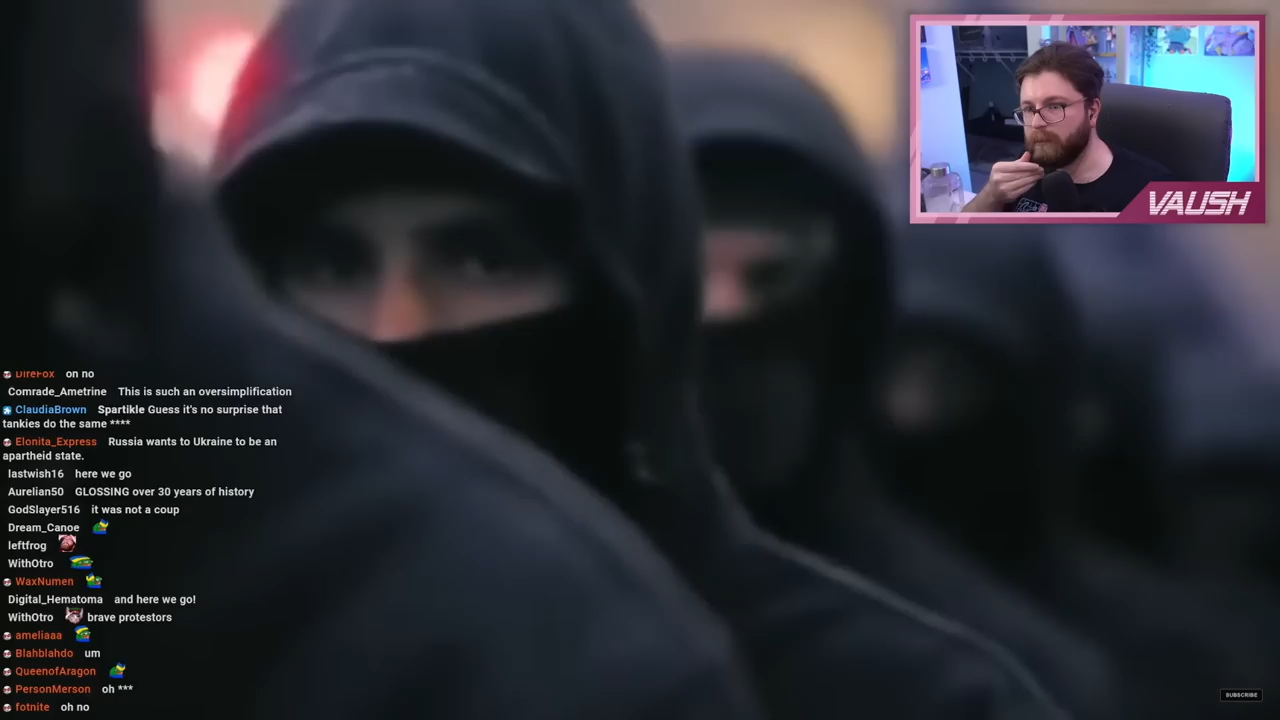 VAUSH
DireFox on no
Comrade_Ametrine This is such an oversimplification
ClaudiaBrown Spartikle Guess it's no surprise that
tankies do the same ****
Elonita_Express Russia wants to Ukraine to be an
apartheid state.
lastwish16 here we go
Aurelian50 GLOSSING over 30 years of history
GodSlayer516 it was not a coup
Dream_Canoe
leftfrog
WithOtro
WaxNumen
Digital_Hematoma and here we go!
WithOtro brave protestors
ameliaaa
Blahblahdo um
QueenofAragon
PersonMerson oh ***
fotnite oh no
SUBSCRIBE